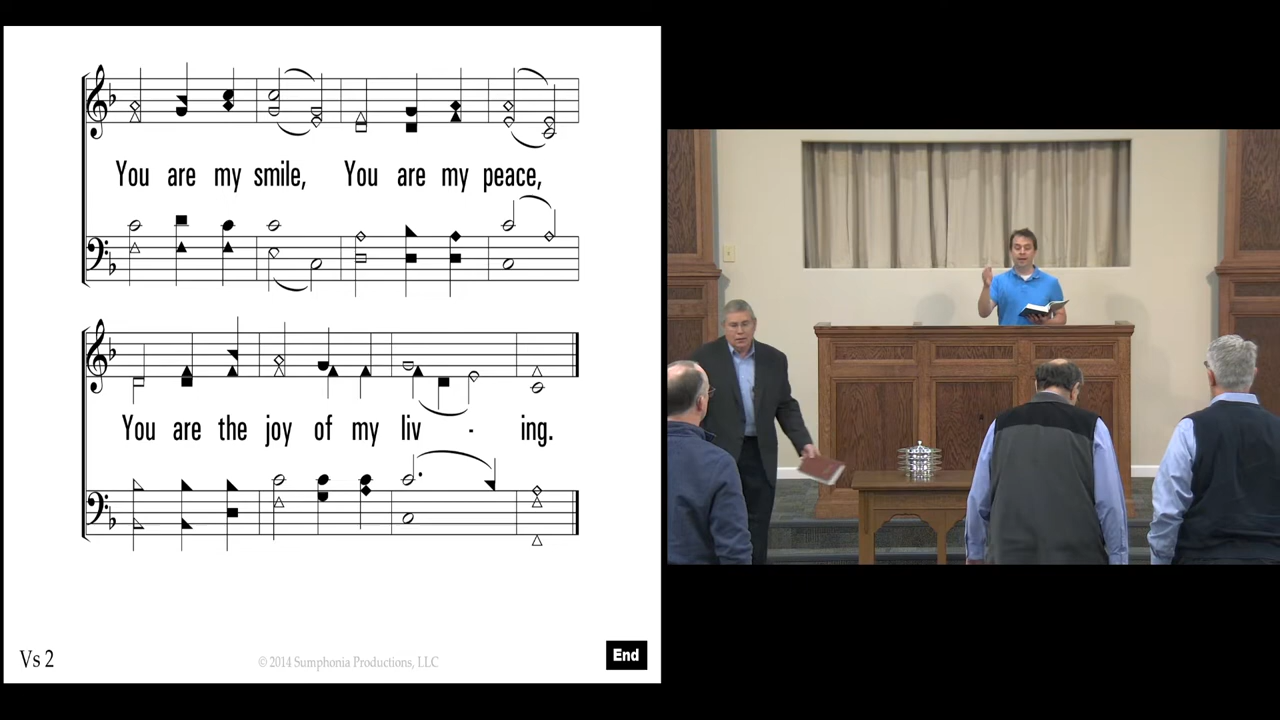 You are my smile, You are my peace,
You are the joy of my liv - ing.
Vs 2
© 2014 Sumphonia Productions, LLC
End